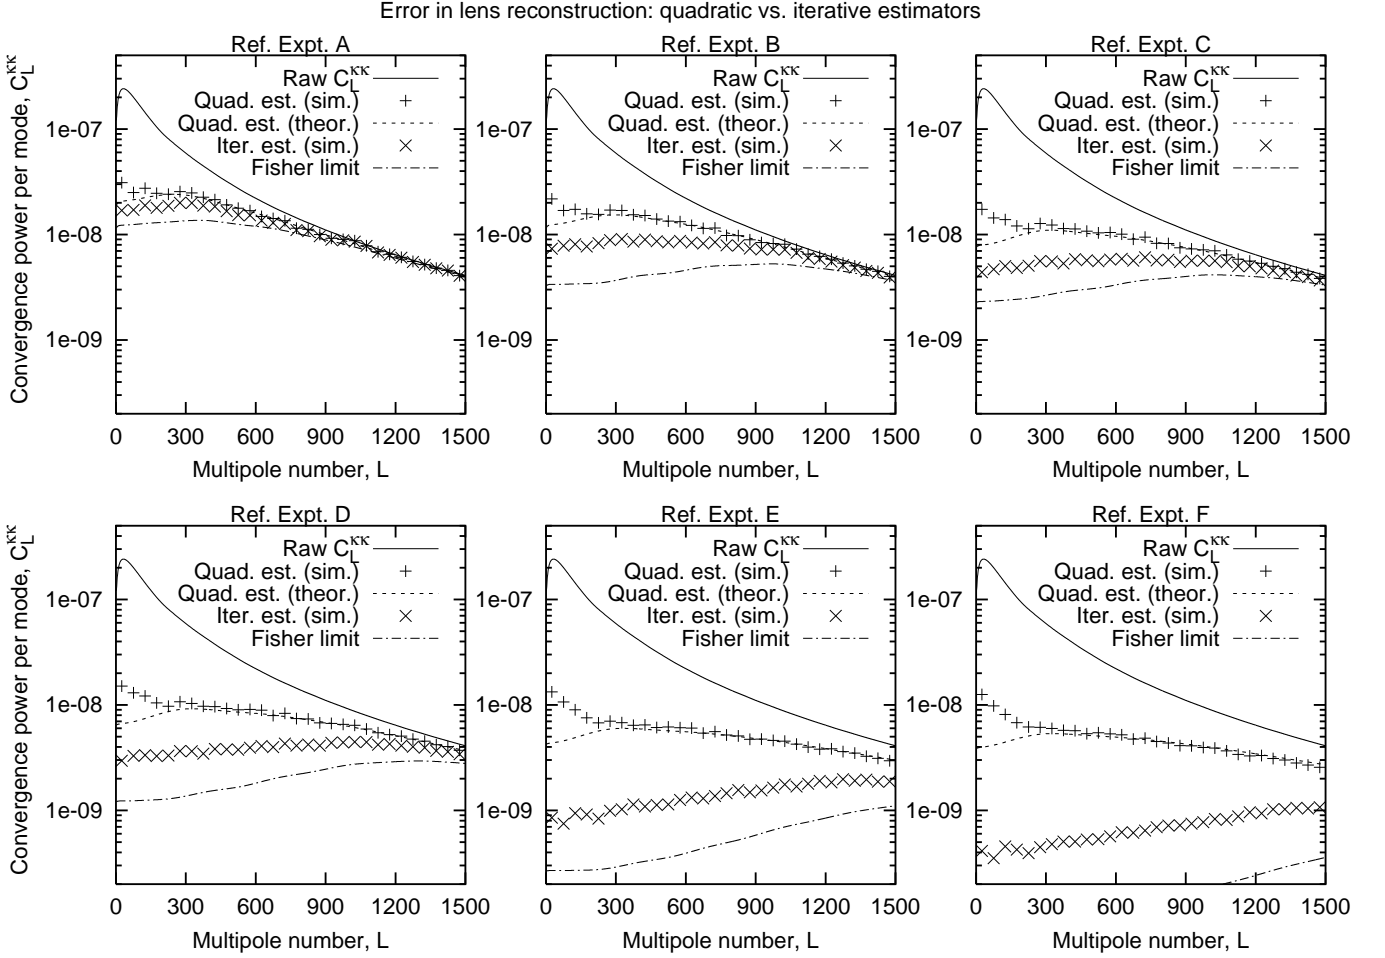 Error in lens reconstruction: quadratic vs. iterative estimators
Ref. Expt. A
Convergence power per mode, C_L^κκ
Raw C_L^κκ
Quad. est. (sim.)
Quad. est. (theor.)
Iter. est. (sim.)
Fisher limit
1e-07
1e-08
1e-09
0 300 600 900 1200 1500
Multipole number, L
Ref. Expt. B
Raw C_L^κκ
Quad. est. (sim.)
Quad. est. (theor.)
Iter. est. (sim.)
Fisher limit
1e-07
1e-08
1e-09
0 300 600 900 1200 1500
Multipole number, L
Ref. Expt. C
Raw C_L^κκ
Quad. est. (sim.)
Quad. est. (theor.)
Iter. est. (sim.)
Fisher limit
1e-07
1e-08
1e-09
0 300 600 900 1200 1500
Multipole number, L
Ref. Expt. D
Convergence power per mode, C_L^κκ
Raw C_L^κκ
Quad. est. (sim.)
Quad. est. (theor.)
Iter. est. (sim.)
Fisher limit
1e-07
1e-08
1e-09
0 300 600 900 1200 1500
Multipole number, L
Ref. Expt. E
Raw C_L^κκ
Quad. est. (sim.)
Quad. est. (theor.)
Iter. est. (sim.)
Fisher limit
1e-07
1e-08
1e-09
0 300 600 900 1200 1500
Multipole number, L
Ref. Expt. F
Raw C_L^κκ
Quad. est. (sim.)
Quad. est. (theor.)
Iter. est. (sim.)
Fisher limit
1e-07
1e-08
1e-09
0 300 600 900 1200 1500
Multipole number, L